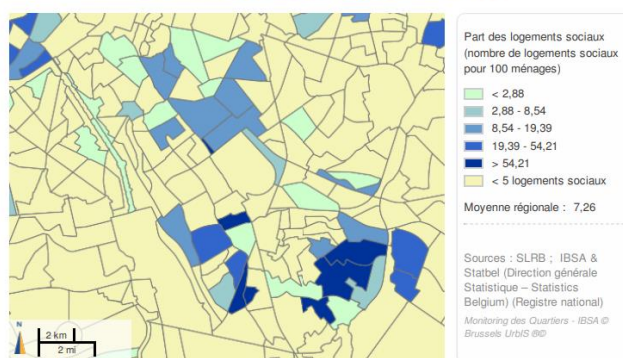 Part des logements sociaux
(nombre de logements sociaux
pour 100 ménages)
< 2,88
2,88 - 8,54
8,54 - 19,39
19,39 - 54,21
> 54,21
< 5 logements sociaux
Moyenne régionale : 7,26
Sources : SLRB ; IBSA &
Statbel (Direction générale
Statistique – Statistics
Belgium) (Registre national)
Monitoring des Quartiers - IBSA ©
Brussels UrbIS ®©
N
2 km
2 mi